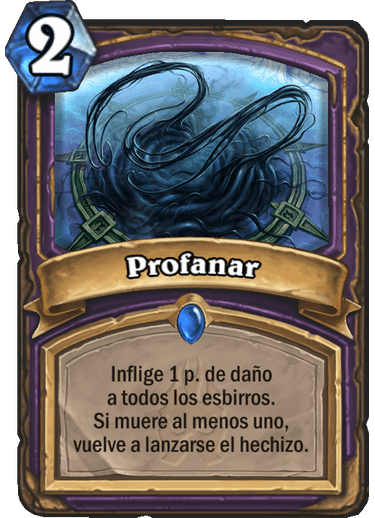 2
Profanar
Inflige 1 p. de daño
a todos los esbirros.
Si muere al menos uno,
vuelve a lanzarse el hechizo.